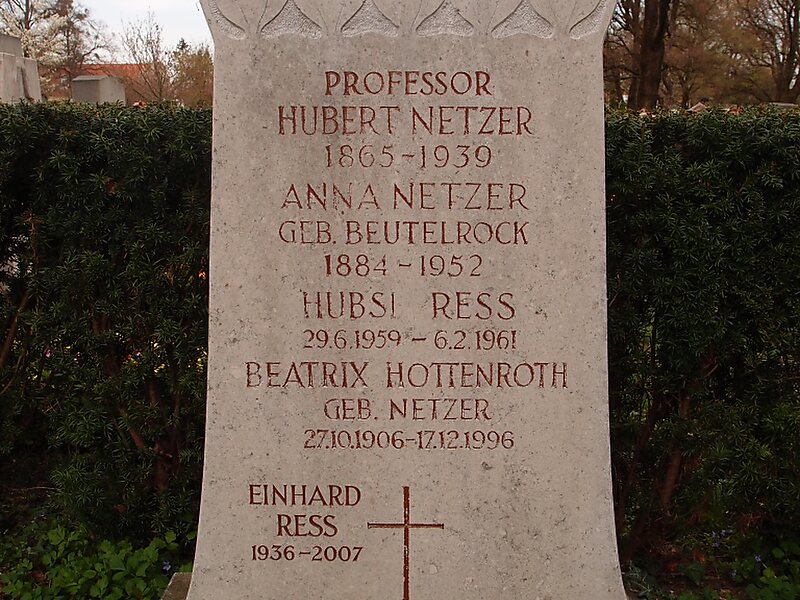 PROFESSOR
HUBERT NETZER
1865-1939
ANNA NETZER
GEB. BEUTELROCK
1884-1952
HUBSI RESS
29.6.1959 - 6.2.1961
BEATRIX HOTTENROTH
GEB. NETZER
27.10.1906-17.12.1996
EINHARD
RESS
1936-2007